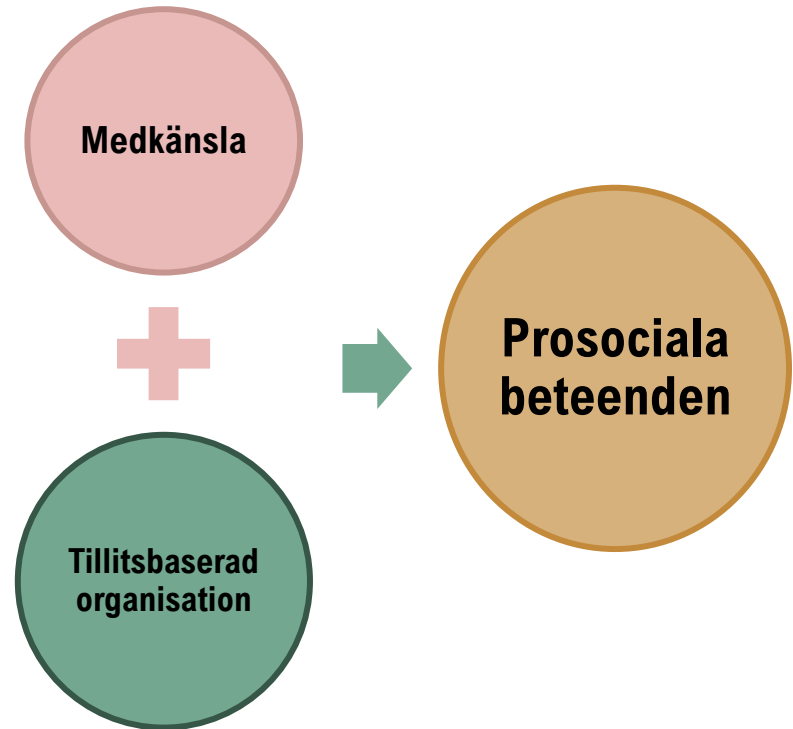 Medkänsla
Tillitsbaserad
organisation
Prosociala
beteenden